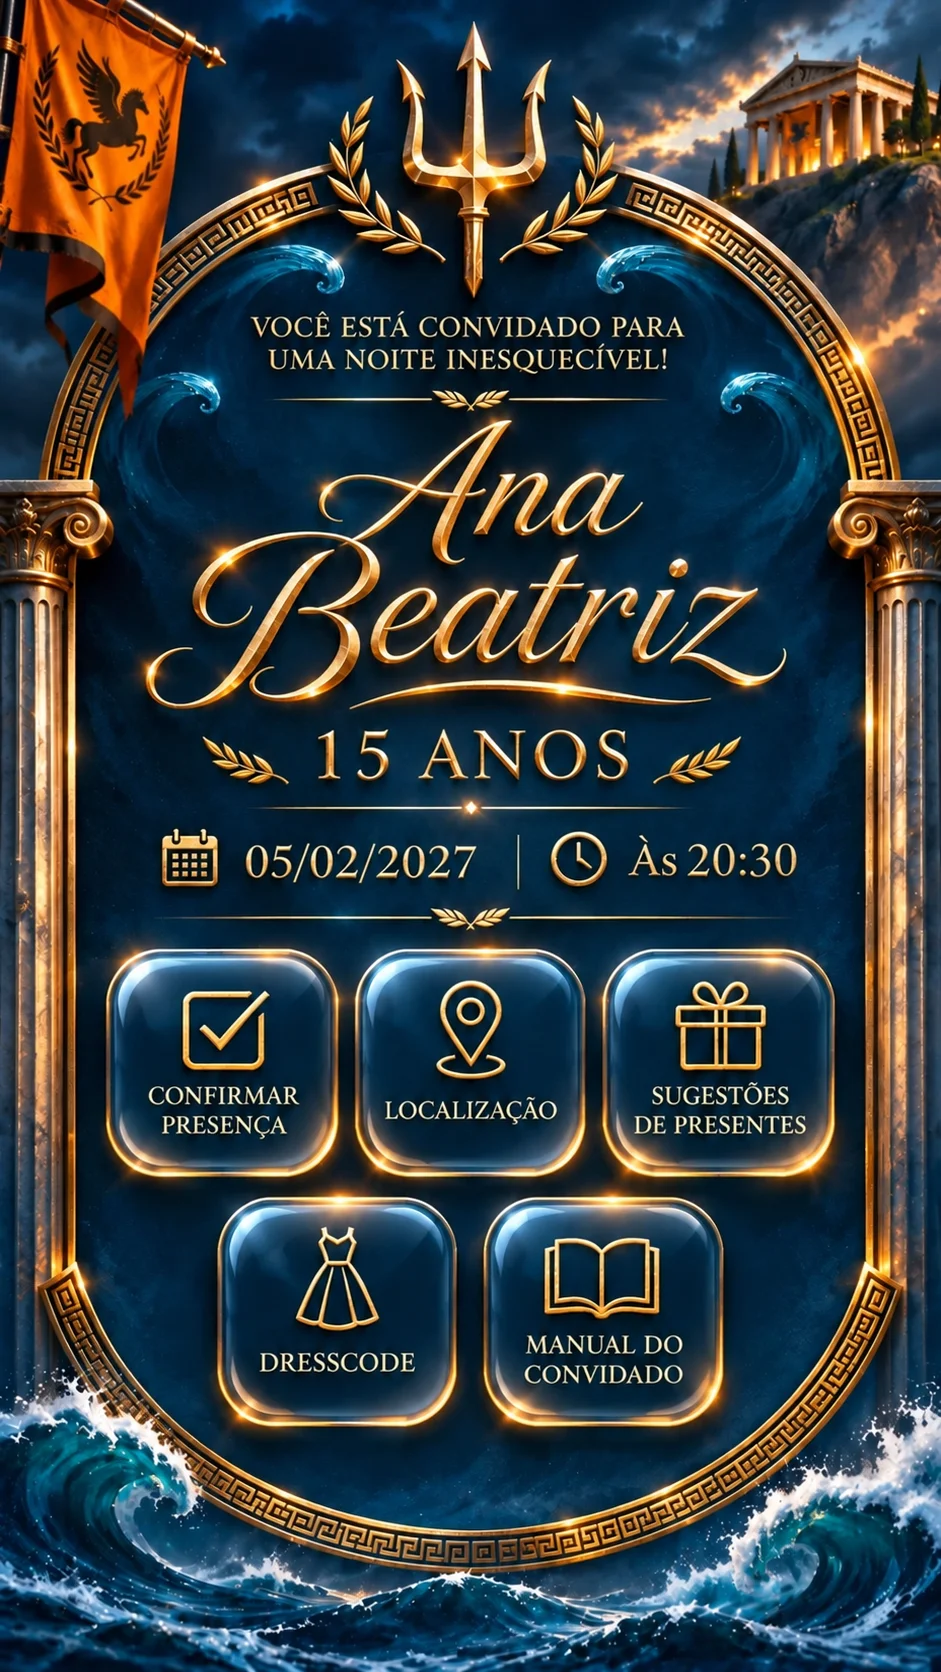 VOCÊ ESTÁ CONVIDADO PARA
UMA NOITE INESQUECÍVEL!
Ana
Beatriz
15 ANOS
05/02/2027
Às 20:30
CONFIRMAR
PRESENÇA
LOCALIZAÇÃO
SUGESTÕES
DE PRESENTES
DRESSCODE
MANUAL DO
CONVIDADO